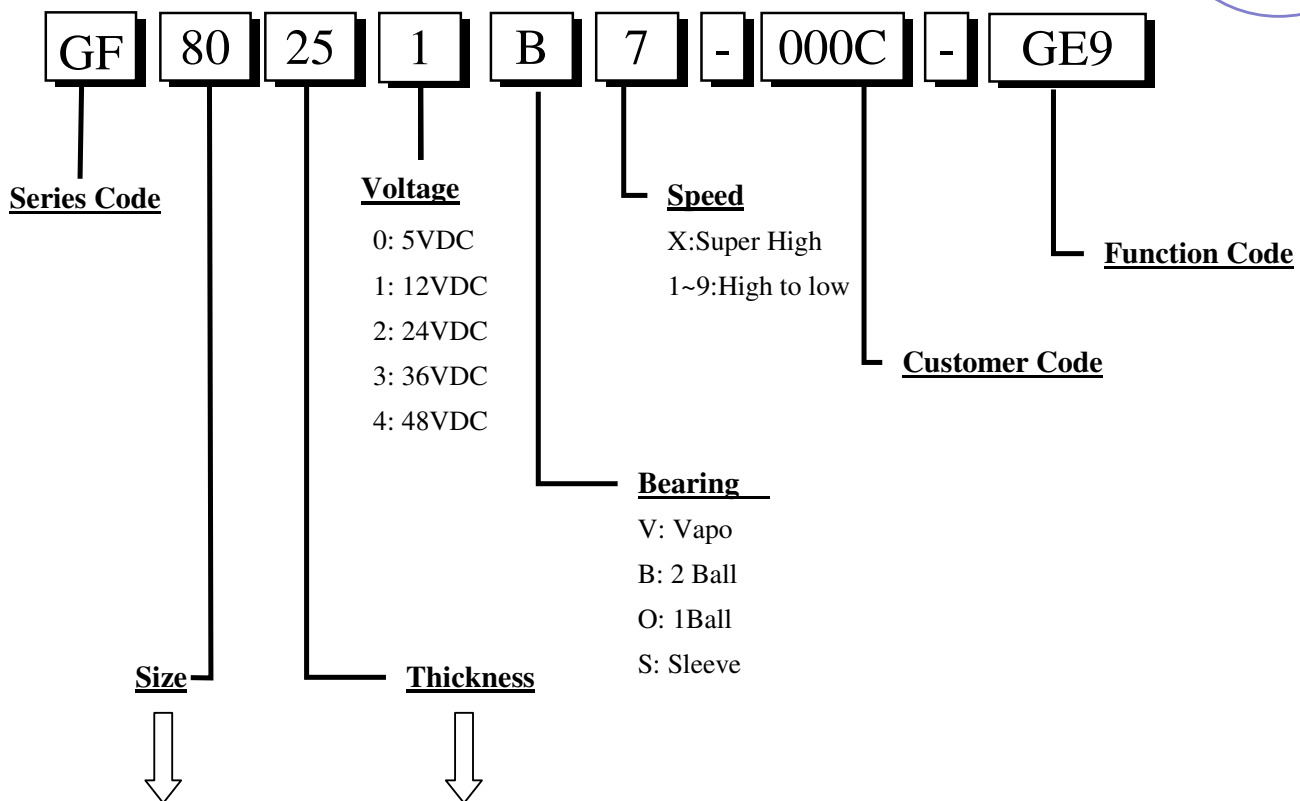 GF 80 25 1 B 7 - 000C - GE9
Series Code
Voltage
0: 5VDC
1: 12VDC
2: 24VDC
3: 36VDC
4: 48VDC
Speed
X:Super High
1~9:High to low
Function Code
Customer Code
Bearing
V: Vapo
B: 2 Ball
O: 1Ball
S: Sleeve
Size
Thickness